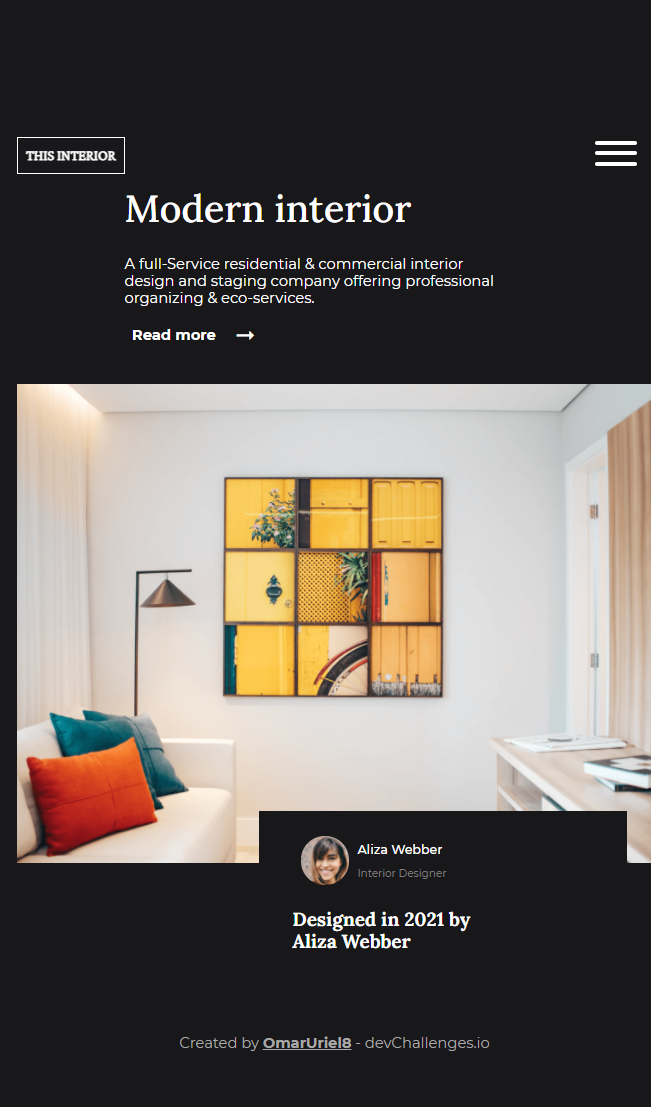 THIS INTERIOR
Modern interior
A full-Service residential & commercial interior
design and staging company offering professional
organizing & eco-services.
Read more
Aliza Webber
Interior Designer
Designed in 2021 by
Aliza Webber
Created by OmarUriel8 - devChallenges.io